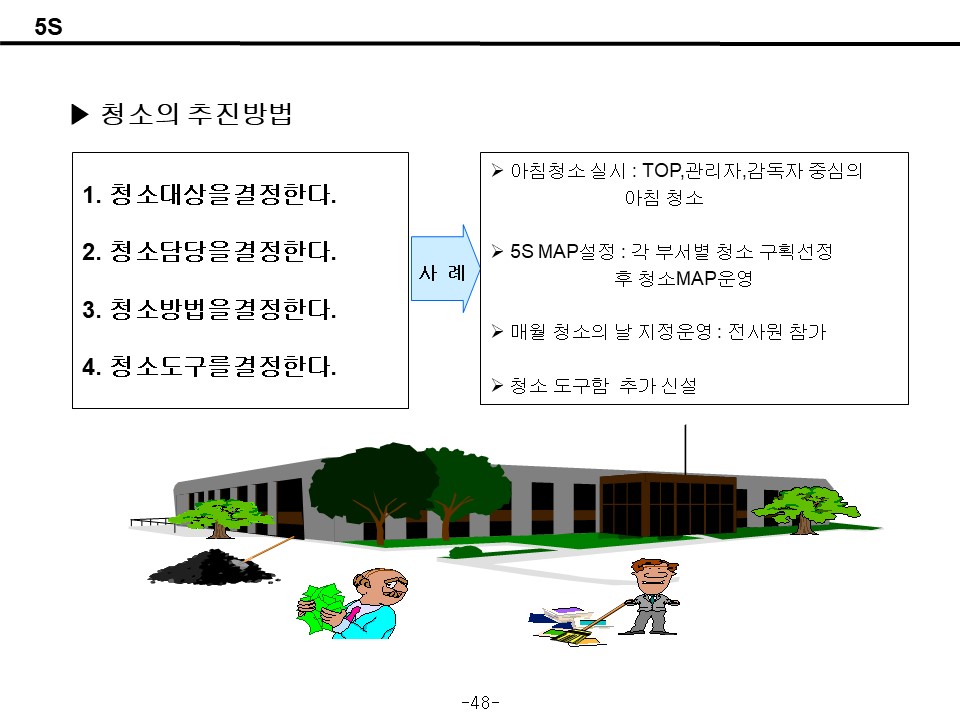 5S
▶ 청소의 추진방법
1. 청소대상을결정한다.
2. 청소담당을결정한다.
3. 청소방법을결정한다.
4. 청소도구를결정한다.
사 례
➢ 아침청소 실시 : TOP,관리자,감독자 중심의
아침 청소
➢ 5S MAP설정 : 각 부서별 청소 구획선정
후 청소MAP운영
➢ 매월 청소의 날 지정운영 : 전사원 참가
➢ 청소 도구함 추가 신설
-48-